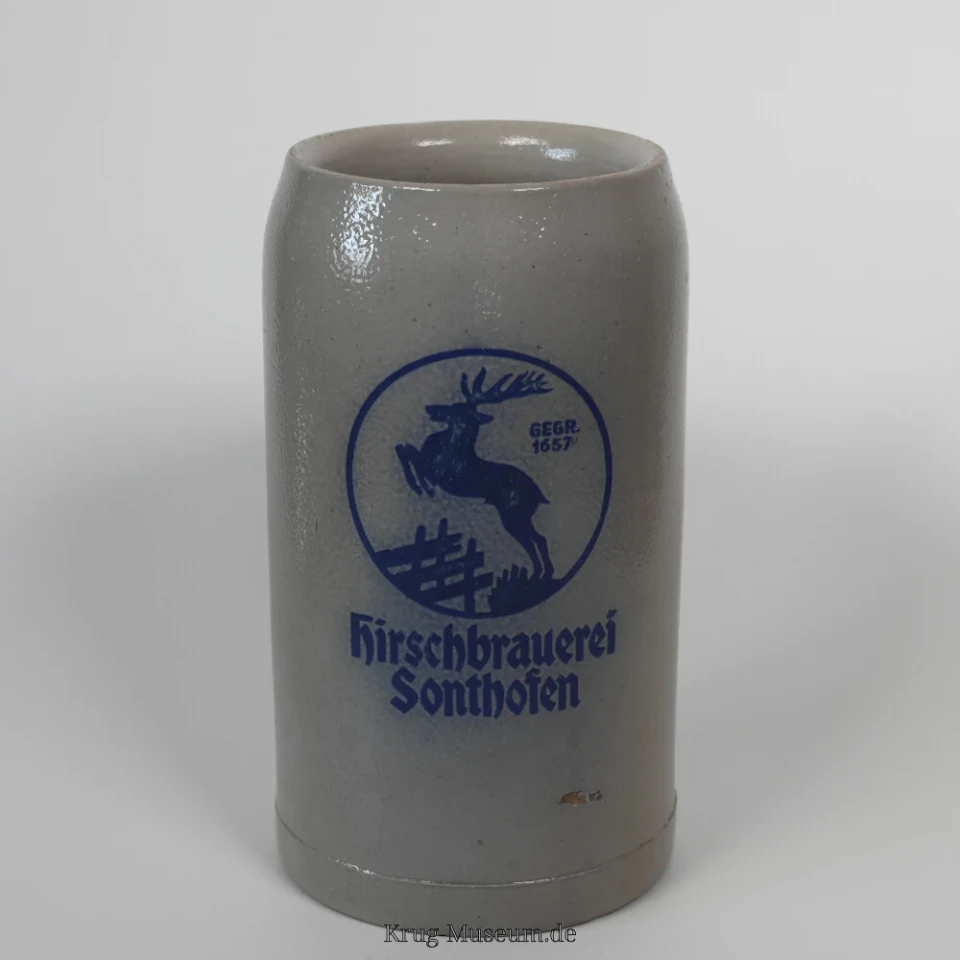 GEGR.
1657
Hirschbrauerei
Sonthofen
Krug-Museum.de